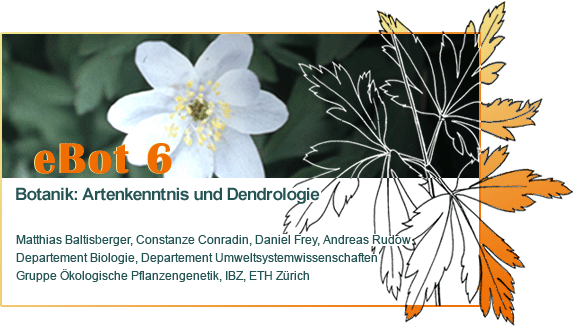 eBot 6
Botanik: Artenkenntnis und Dendrologie
Matthias Baltisberger, Constanze Conradin, Daniel Frey, Andreas Rudow
Departement Biologie, Departement Umweltsystemwissenschaften
Gruppe Ökologische Pflanzengenetik, IBZ, ETH Zürich